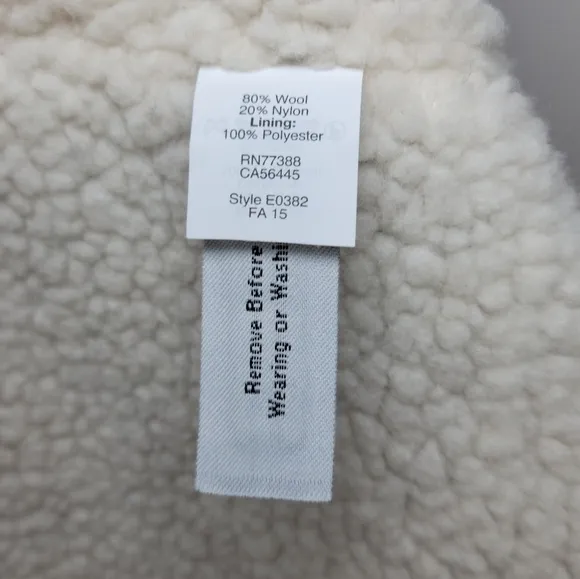 80% Wool
20% Nylon
Lining:
100% Polyester
RN77388
CA56445
Style E0382
FA 15
Remove Before
Wearing or Washi